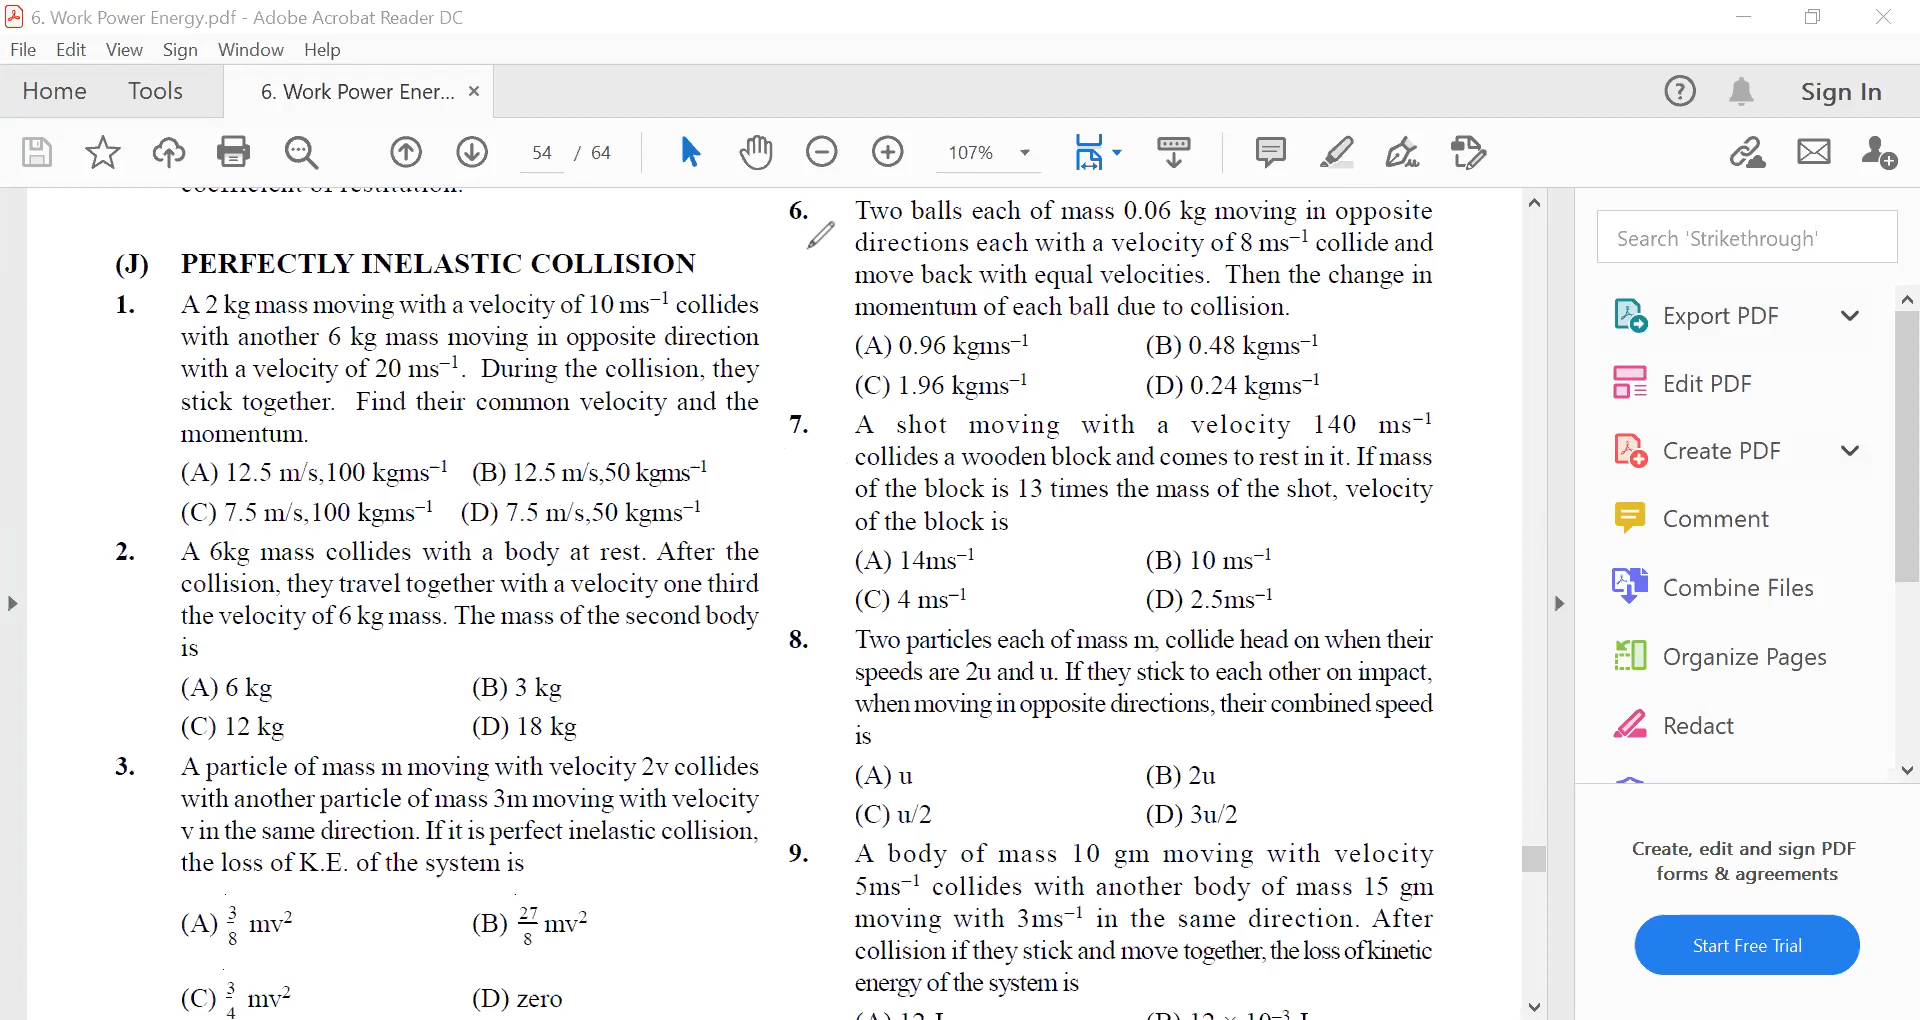 6. Work Power Energy.pdf - Adobe Acrobat Reader DC
File Edit View Sign Window Help
Home Tools 6. Work Power Ener... × Sign In
54 / 64 107%
coefficient of restitution.
(J) PERFECTLY INELASTIC COLLISION
1. A 2 kg mass moving with a velocity of 10 ms⁻¹ collides
with another 6 kg mass moving in opposite direction
with a velocity of 20 ms⁻¹. During the collision, they
stick together. Find their common velocity and the
momentum.
(A) 12.5 m/s,100 kgms⁻¹ (B) 12.5 m/s,50 kgms⁻¹
(C) 7.5 m/s,100 kgms⁻¹ (D) 7.5 m/s,50 kgms⁻¹
2. A 6kg mass collides with a body at rest. After the
collision, they travel together with a velocity one third
the velocity of 6 kg mass. The mass of the second body
is
(A) 6 kg (B) 3 kg
(C) 12 kg (D) 18 kg
3. A particle of mass m moving with velocity 2v collides
with another particle of mass 3m moving with velocity
v in the same direction. If it is perfect inelastic collision,
the loss of K.E. of the system is
(A) 3/8 mv² (B) 27/8 mv²
(C) 3/4 mv² (D) zero
6. Two balls each of mass 0.06 kg moving in opposite
directions each with a velocity of 8 ms⁻¹ collide and
move back with equal velocities. Then the change in
momentum of each ball due to collision.
(A) 0.96 kgms⁻¹ (B) 0.48 kgms⁻¹
(C) 1.96 kgms⁻¹ (D) 0.24 kgms⁻¹
7. A shot moving with a velocity 140 ms⁻¹
collides a wooden block and comes to rest in it. If mass
of the block is 13 times the mass of the shot, velocity
of the block is
(A) 14ms⁻¹ (B) 10 ms⁻¹
(C) 4 ms⁻¹ (D) 2.5ms⁻¹
8. Two particles each of mass m, collide head on when their
speeds are 2u and u. If they stick to each other on impact,
when moving in opposite directions, their combined speed
is
(A) u (B) 2u
(C) u/2 (D) 3u/2
9. A body of mass 10 gm moving with velocity
5ms⁻¹ collides with another body of mass 15 gm
moving with 3ms⁻¹ in the same direction. After
collision if they stick and move together, the loss of kinetic
energy of the system is
(A) 12 J (B) 12 × 10⁻³ J
Search 'Strikethrough'
Export PDF
Edit PDF
Create PDF
Comment
Combine Files
Organize Pages
Redact
Create, edit and sign PDF
forms & agreements
Start Free Trial